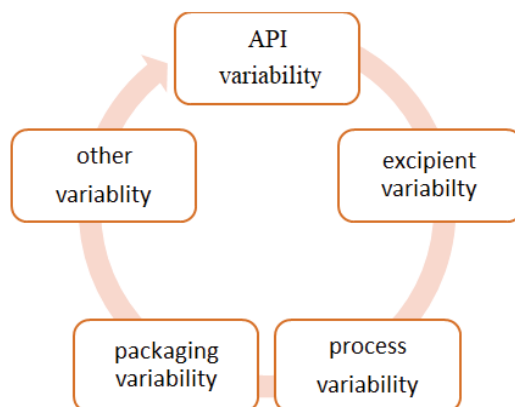 API
variability
excipient
variabilty
process
variability
packaging
variability
other
variablity